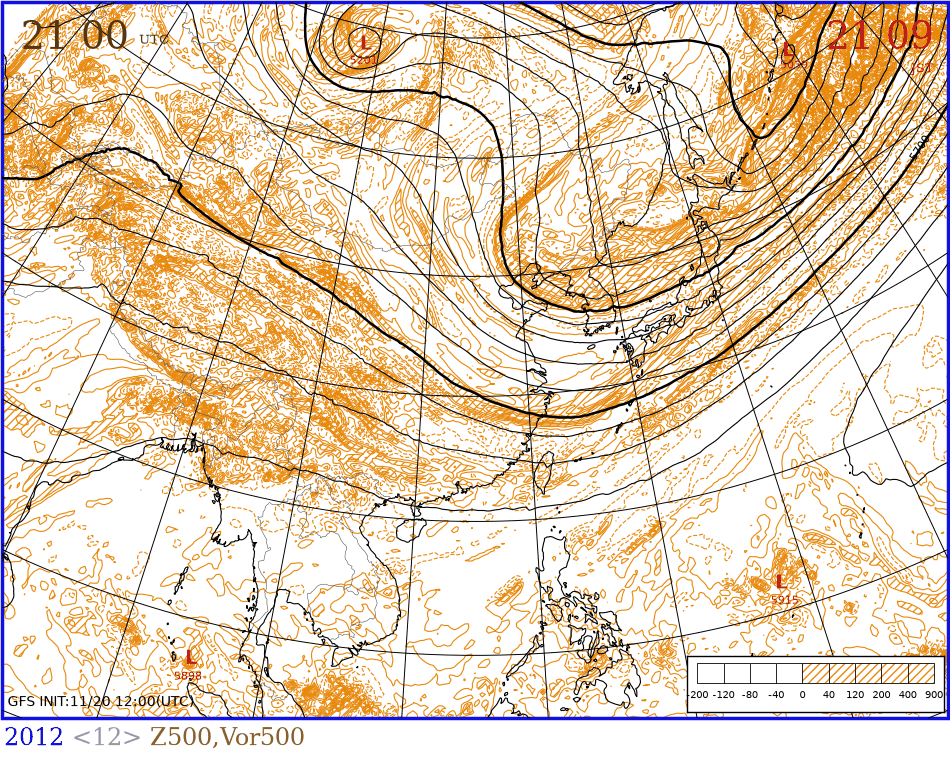 21 00 UTC
21 09
L
5201
L
L
5915
L
5898
-200 -120 -80 -40 0 40 120 200 400 900
GFS INIT:11/20 12:00(UTC)
2012 <12> Z500,Vor500